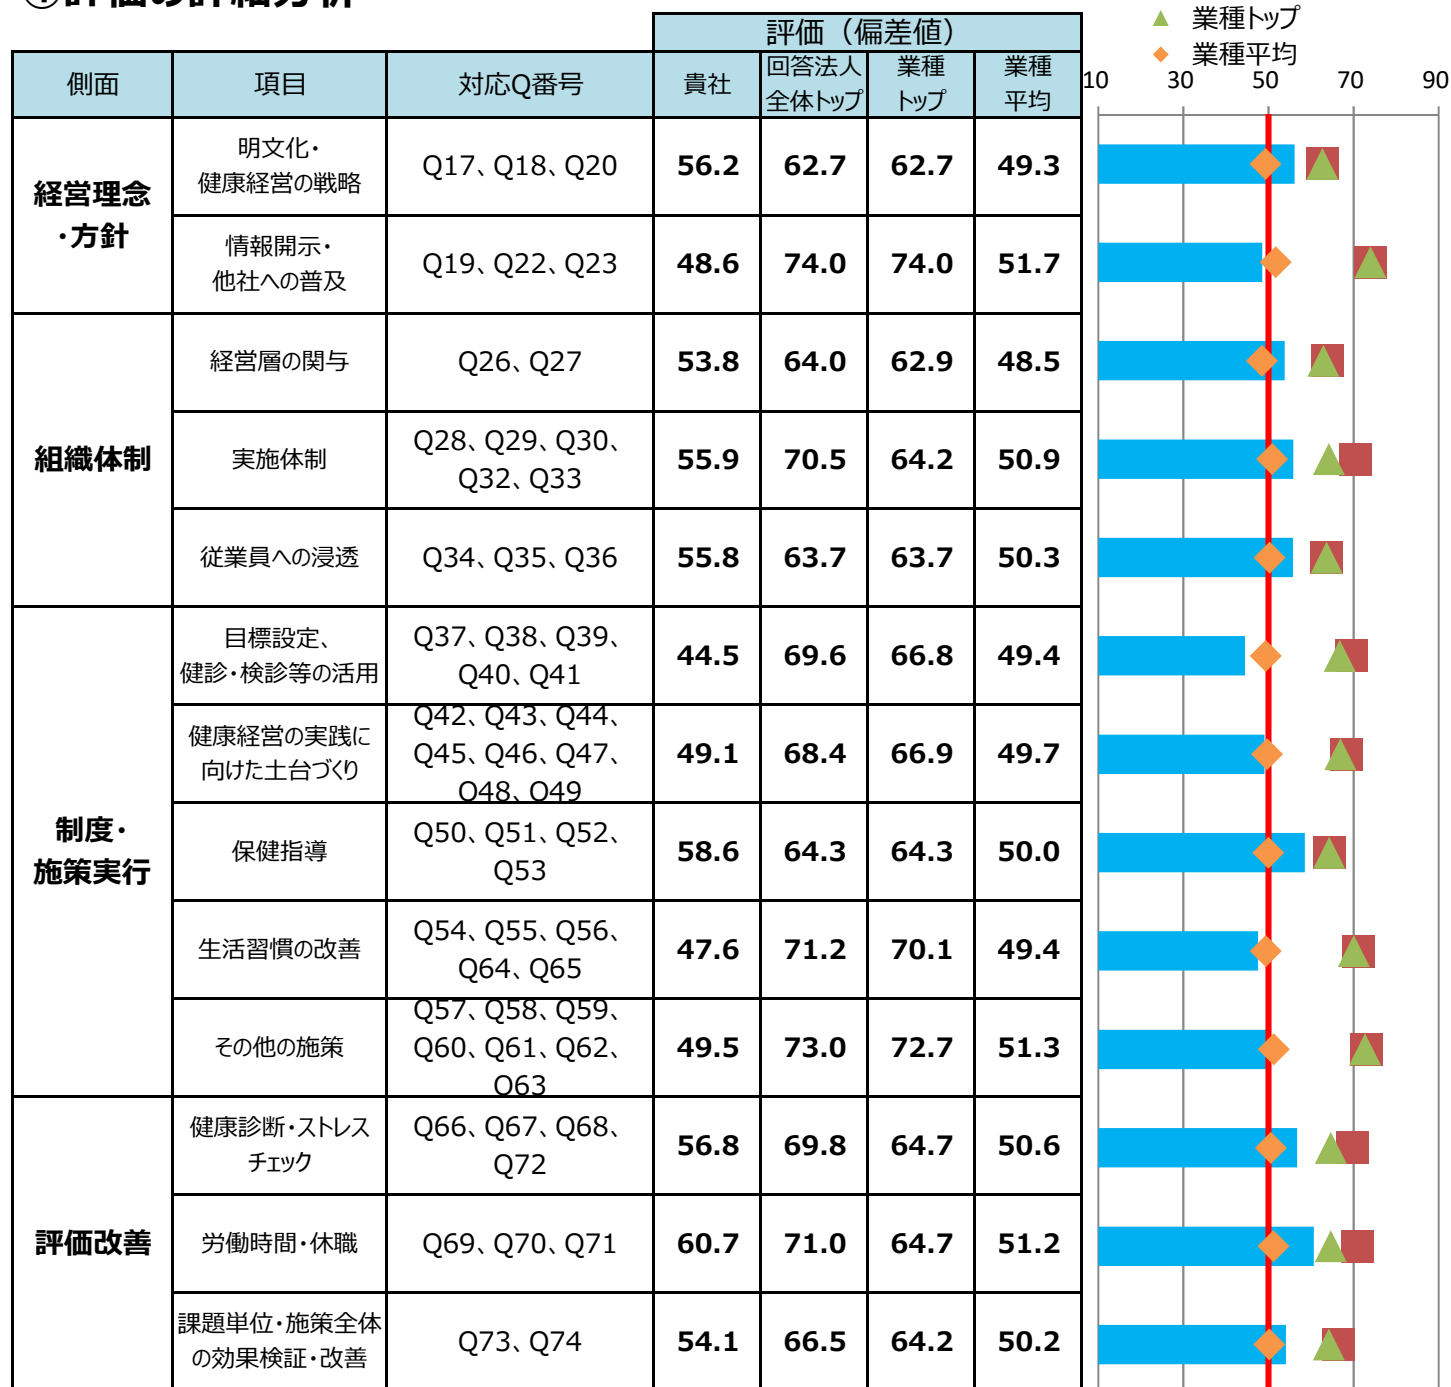 ①評価の詳細分析
▲ 業種トップ
◆ 業種平均
評価（偏差値）
側面 項目 対応Q番号 貴社 回答法人 業種 業種
全体トップ トップ 平均
10 30 50 70 90
経営理念
・方針
明文化・
健康経営の戦略
Q17、Q18、Q20 56.2 62.7 62.7 49.3
情報開示・
他社への普及
Q19、Q22、Q23 48.6 74.0 74.0 51.7
組織体制
経営層の関与 Q26、Q27 53.8 64.0 62.9 48.5
実施体制
Q28、Q29、Q30、
Q32、Q33
55.9 70.5 64.2 50.9
従業員への浸透 Q34、Q35、Q36 55.8 63.7 63.7 50.3
制度・
施策実行
目標設定、
健診・検診等の活用
Q37、Q38、Q39、
Q40、Q41
44.5 69.6 66.8 49.4
健康経営の実践に
向けた土台づくり
Q42、Q43、Q44、
Q45、Q46、Q47、
Q48、Q49
49.1 68.4 66.9 49.7
保健指導
Q50、Q51、Q52、
Q53
58.6 64.3 64.3 50.0
生活習慣の改善
Q54、Q55、Q56、
Q64、Q65
47.6 71.2 70.1 49.4
その他の施策
Q57、Q58、Q59、
Q60、Q61、Q62、
Q63
49.5 73.0 72.7 51.3
評価改善
健康診断・ストレス
チェック
Q66、Q67、Q68、
Q72
56.8 69.8 64.7 50.6
労働時間・休職 Q69、Q70、Q71 60.7 71.0 64.7 51.2
課題単位・施策全体
の効果検証・改善
Q73、Q74 54.1 66.5 64.2 50.2